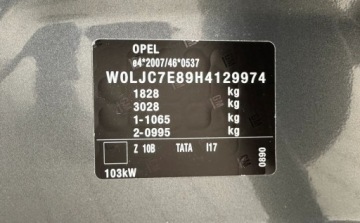 OPEL
e4*2007/46*0537
W0LJC7E89H4129974
1828 kg
3028 kg
1-1065 kg
2-0995 kg
Z 10B TATA I17
0890
103kW